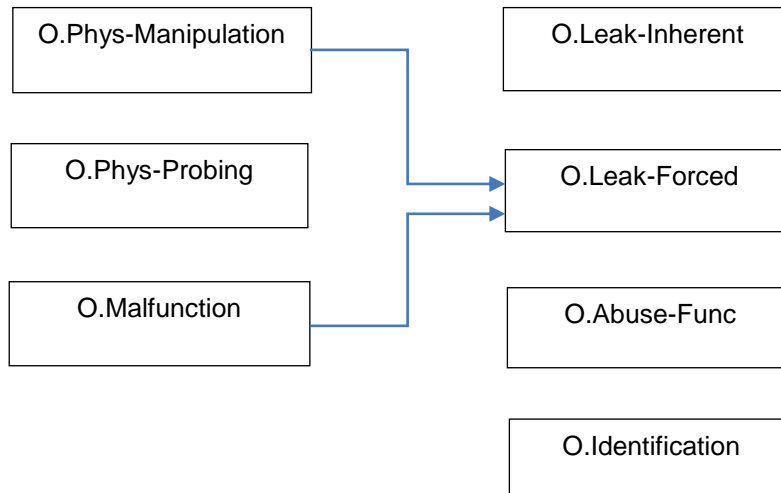 O.Phys-Manipulation
O.Leak-Inherent
O.Phys-Probing
O.Leak-Forced
O.Malfunction
O.Abuse-Func
O.Identification